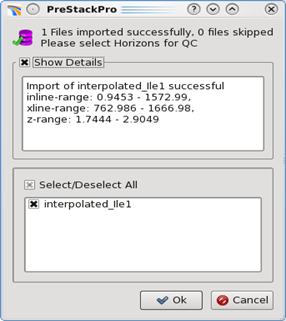 PreStackPro
1 Files imported successfully, 0 files skipped
Please select Horizons for QC
Show Details
Import of interpolated_Ile1 successful
inline-range: 0.9453 - 1572.99,
xline-range: 762.986 - 1666.98,
z-range: 1.7444 - 2.9049
Select/Deselect All
interpolated_Ile1
Ok
Cancel